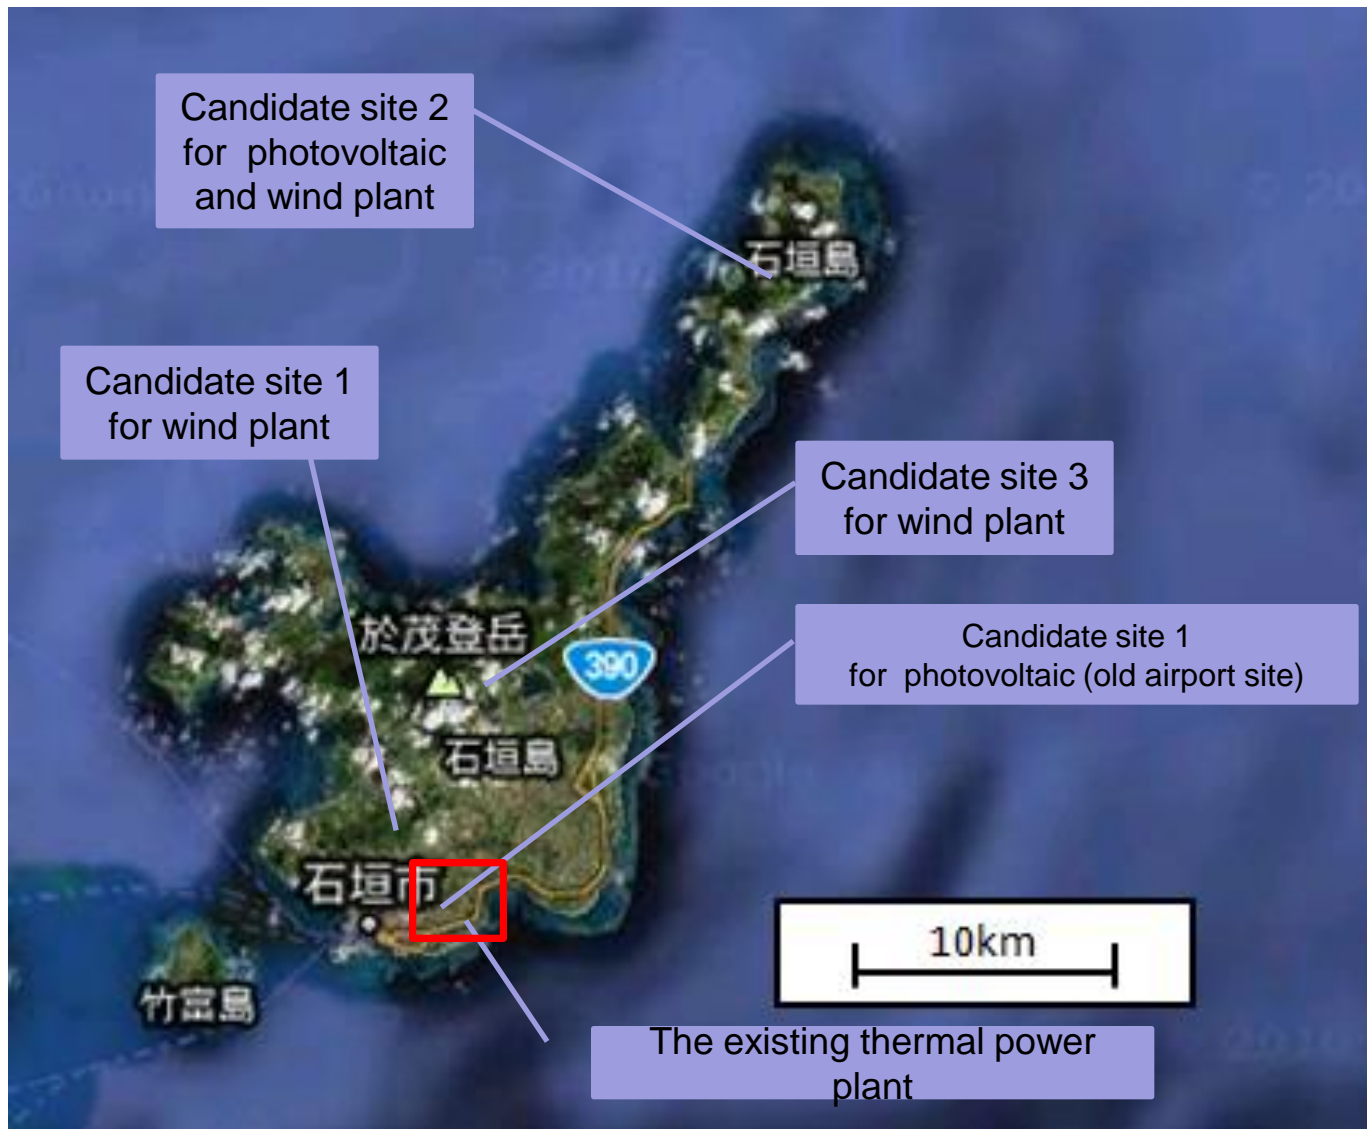 Candidate site 2
for photovoltaic
and wind plant
石垣島
Candidate site 1
for wind plant
Candidate site 3
for wind plant
於茂登岳
390
Candidate site 1
for photovoltaic (old airport site)
石垣島
石垣市
10km
竹富島
The existing thermal power
plant